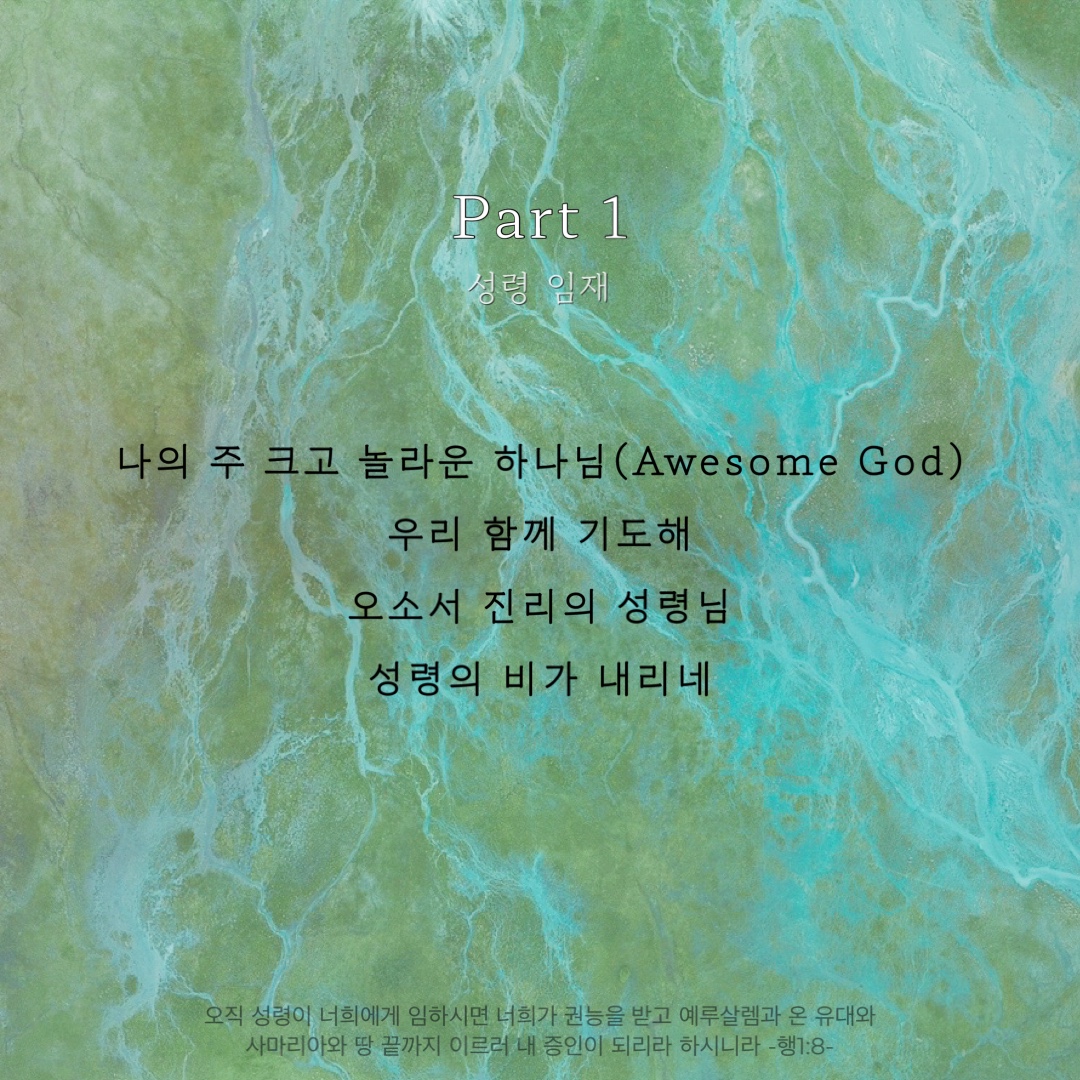 Part 1
성령 임재
나의 주 크고 놀라운 하나님(Awesome God)
우리 함께 기도해
오소서 진리의 성령님
성령의 비가 내리네
오직 성령이 너희에게 임하시면 너희가 권능을 받고 예루살렘과 온 유대와
사마리아와 땅 끝까지 이르러 내 증인이 되리라 하시니라 -행1:8-